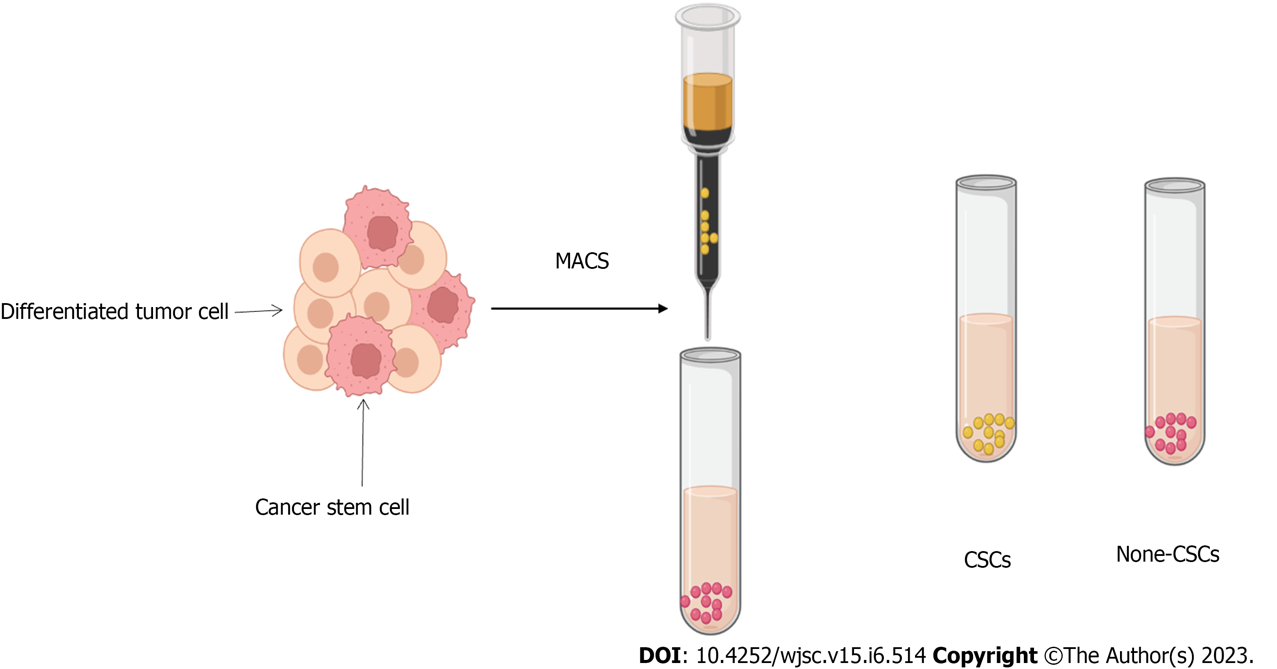 MACS
Differentiated tumor cell
Cancer stem cell
CSCs
None-CSCs
DOI: 10.4252/wjsc.v15.i6.514 Copyright ©The Author(s) 2023.